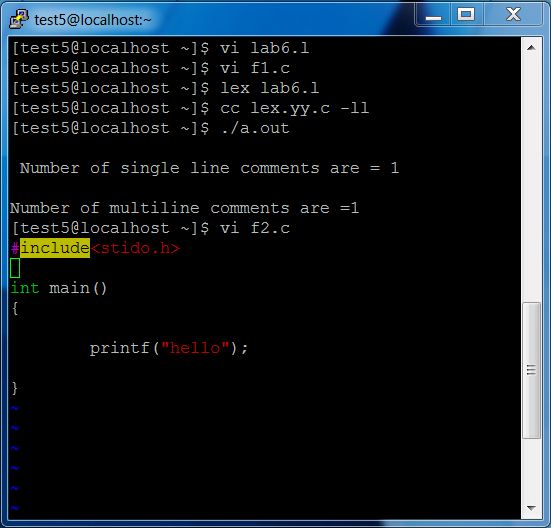 test5@localhost:~
[test5@localhost ~]$ vi lab6.l
[test5@localhost ~]$ vi f1.c
[test5@localhost ~]$ lex lab6.l
[test5@localhost ~]$ cc lex.yy.c -ll
[test5@localhost ~]$ ./a.out
Number of single line comments are = 1
Number of multiline comments are =1
[test5@localhost ~]$ vi f2.c
#include<stido.h>
int main()
{
printf("hello");
}
~
~
~
~
~
~